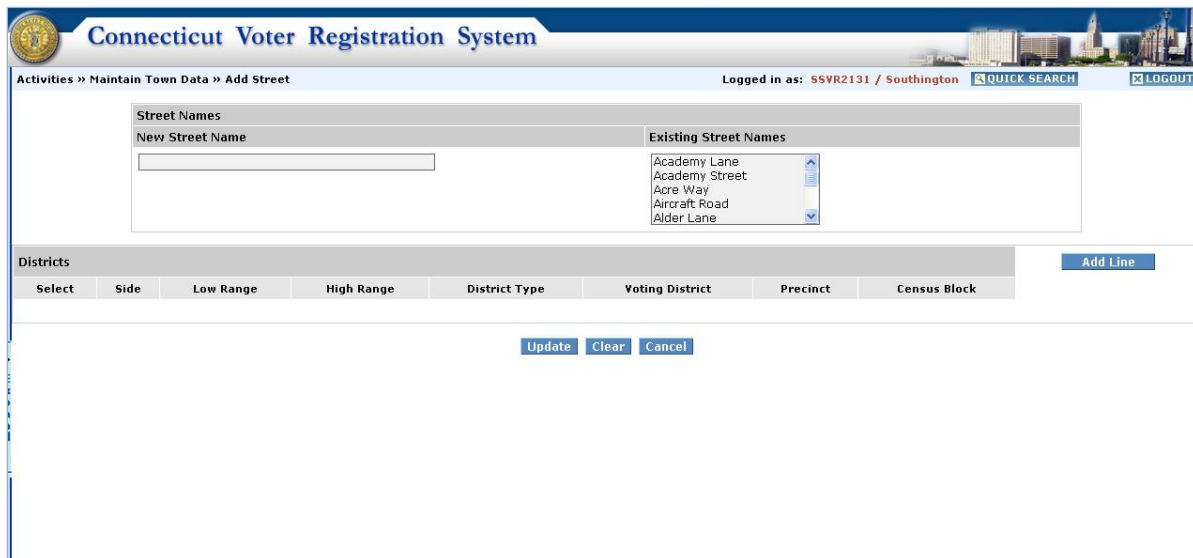 Connecticut Voter Registration System
Activities » Maintain Town Data » Add Street
Logged in as: SSVR2131 / Southington QUICK SEARCH LOGOUT
Street Names
New Street Name Existing Street Names
Academy Lane
Academy Street
Acre Way
Aircraft Road
Alder Lane
Districts Add Line
Select Side Low Range High Range District Type Voting District Precinct Census Block
Update Clear Cancel